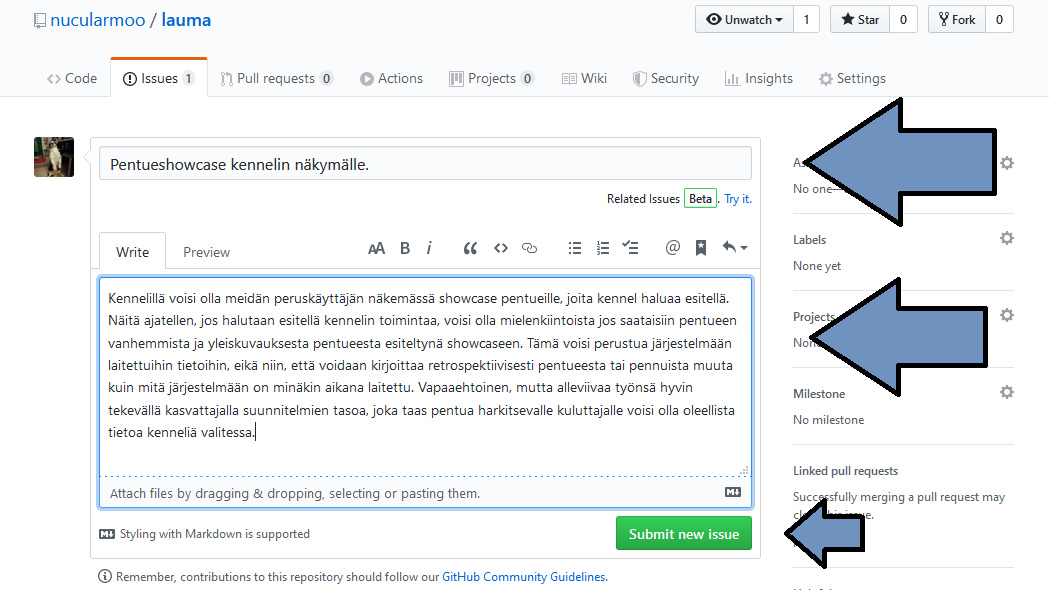 nucularmoo / lauma
Unwatch 1 Star 0 Fork 0
Code Issues 1 Pull requests 0 Actions Projects 0 Wiki Security Insights Settings
Pentueshowcase kennelin näkymälle.
Related Issues Beta. Try it.
Write Preview
Kennelillä voisi olla meidän peruskäyttäjän näkemässä showcase pentueille, joita kennel haluaa esitellä.
Näitä ajatellen, jos halutaan esitellä kennelin toimintaa, voisi olla mielenkiintoista jos saataisiin pentueen
vanhemmista ja yleiskuvauksesta pentueesta esiteltynä showcaseen. Tämä voisi perustua järjestelmään
laitettuihin tietoihin, eikä niin, että voidaan kirjoittaa retrospektiivisesti pentueesta tai pennuista muuta
kuin mitä järjestelmään on minäkin aikana laitettu. Vapaaehtoinen, mutta alleviivaa työnsä hyvin
tekevällä kasvattajalla suunnitelmien tasoa, joka taas pentua harkitsevalle kuluttajalle voisi olla oleellista
tietoa kenneliä valitessa.
Attach files by dragging & dropping, selecting or pasting them.
Styling with Markdown is supported
Submit new issue
Remember, contributions to this repository should follow our GitHub Community Guidelines.
No one
Labels
None yet
Projects
Milestone
No milestone
Linked pull requests
Successfully merging a pull request may
issue.